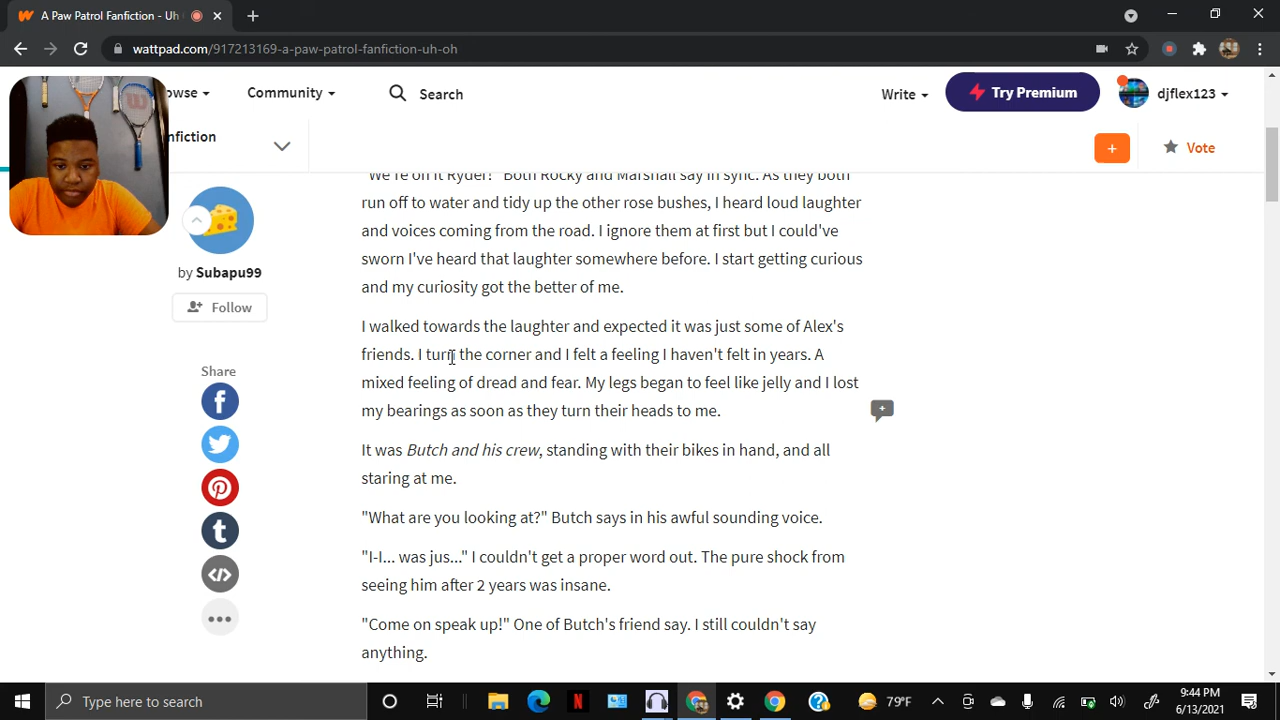 A Paw Patrol Fanfiction - Uh
wattpad.com/917213169-a-paw-patrol-fanfiction-uh-oh
owse
Community
Search
Write
Try Premium
djflex123
nfiction
+
Vote
"We're on it Ryder!" Both Rocky and Marshall say in sync. As they both
run off to water and tidy up the other rose bushes, I heard loud laughter
and voices coming from the road. I ignore them at first but I could've
sworn I've heard that laughter somewhere before. I start getting curious
and my curiosity got the better of me.
by Subapu99
Follow
I walked towards the laughter and expected it was just some of Alex's
friends. I turn the corner and I felt a feeling I haven't felt in years. A
mixed feeling of dread and fear. My legs began to feel like jelly and I lost
my bearings as soon as they turn their heads to me.
Share
It was Butch and his crew, standing with their bikes in hand, and all
staring at me.
"What are you looking at?" Butch says in his awful sounding voice.
"I-I... was jus..." I couldn't get a proper word out. The pure shock from
seeing him after 2 years was insane.
"Come on speak up!" One of Butch's friend say. I still couldn't say
anything.
Type here to search
79°F
9:44 PM
6/13/2021